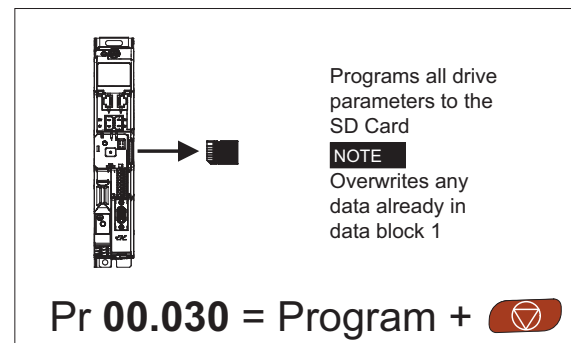 Programs all drive
parameters to the
SD Card
NOTE
Overwrites any
data already in
data block 1
Pr 00.030 = Program +